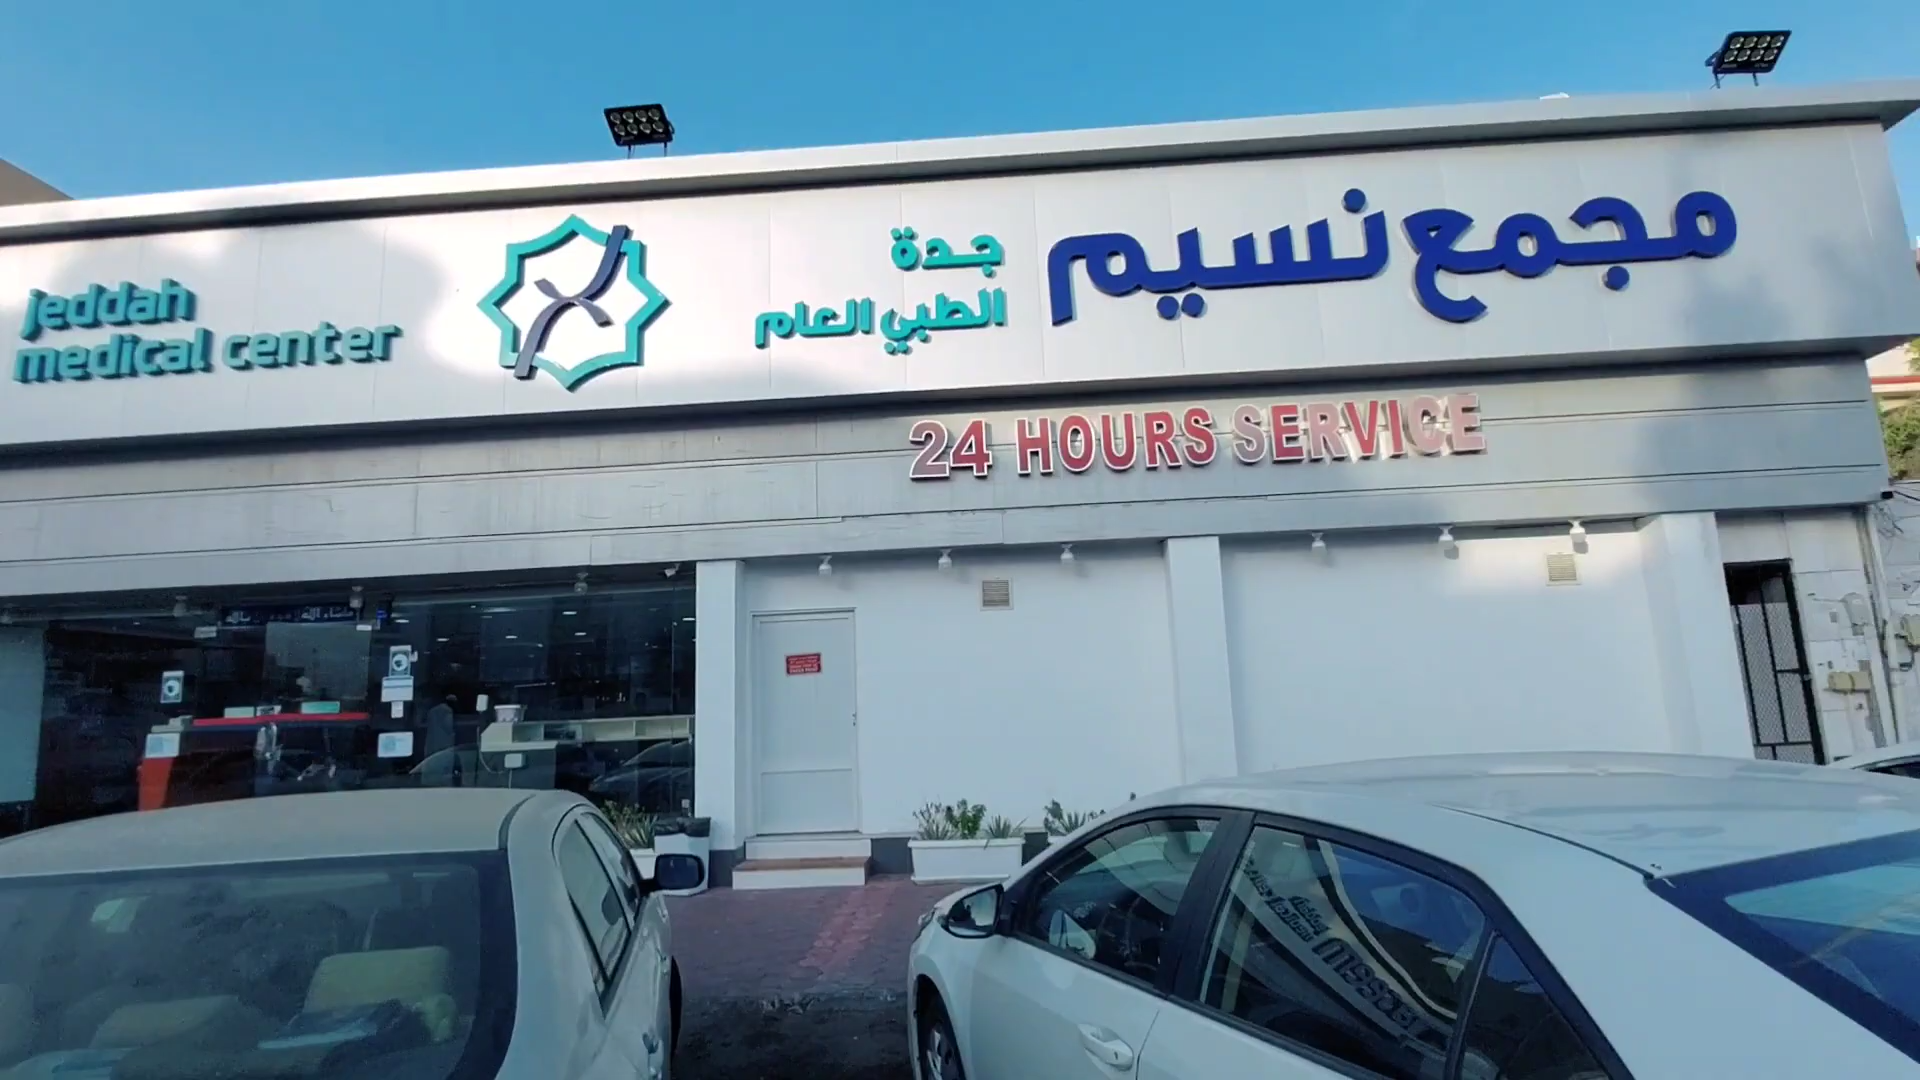 مجمع نسيم
جدة
الطبي العام
jeddah
medical center
24 HOURS SERVICE